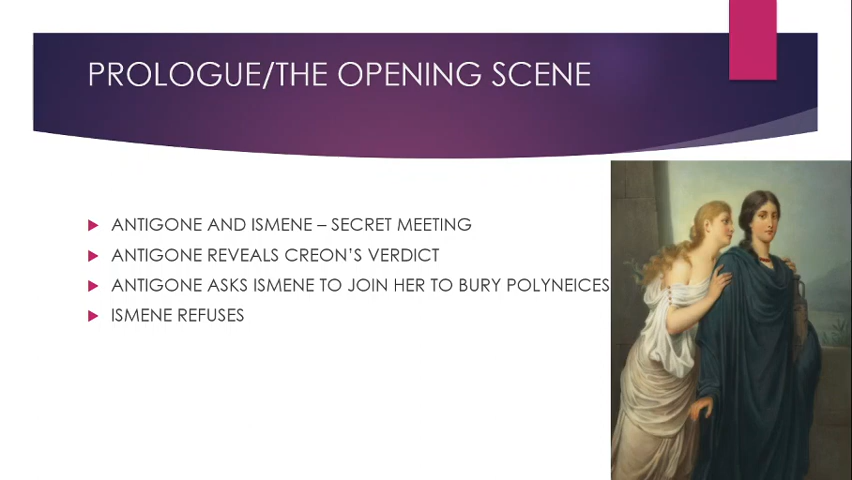 PROLOGUE/THE OPENING SCENE
ANTIGONE AND ISMENE – SECRET MEETING
ANTIGONE REVEALS CREON'S VERDICT
ANTIGONE ASKS ISMENE TO JOIN HER TO BURY POLYNEICES
ISMENE REFUSES